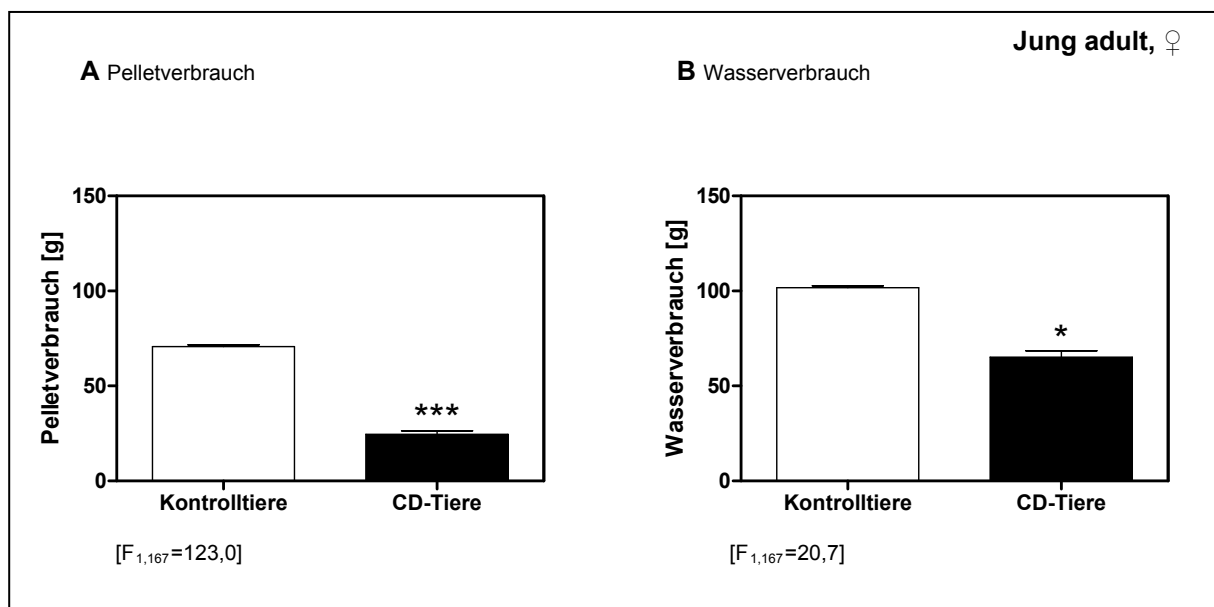 Jung adult, ♀
A Pelletverbrauch
Pelletverbrauch [g]
150
100
50
0
***
Kontrolltiere CD-Tiere
[F1,167=123,0]
B Wasserverbrauch
Wasserverbrauch [g]
150
100
50
0
*
Kontrolltiere CD-Tiere
[F1,167=20,7]